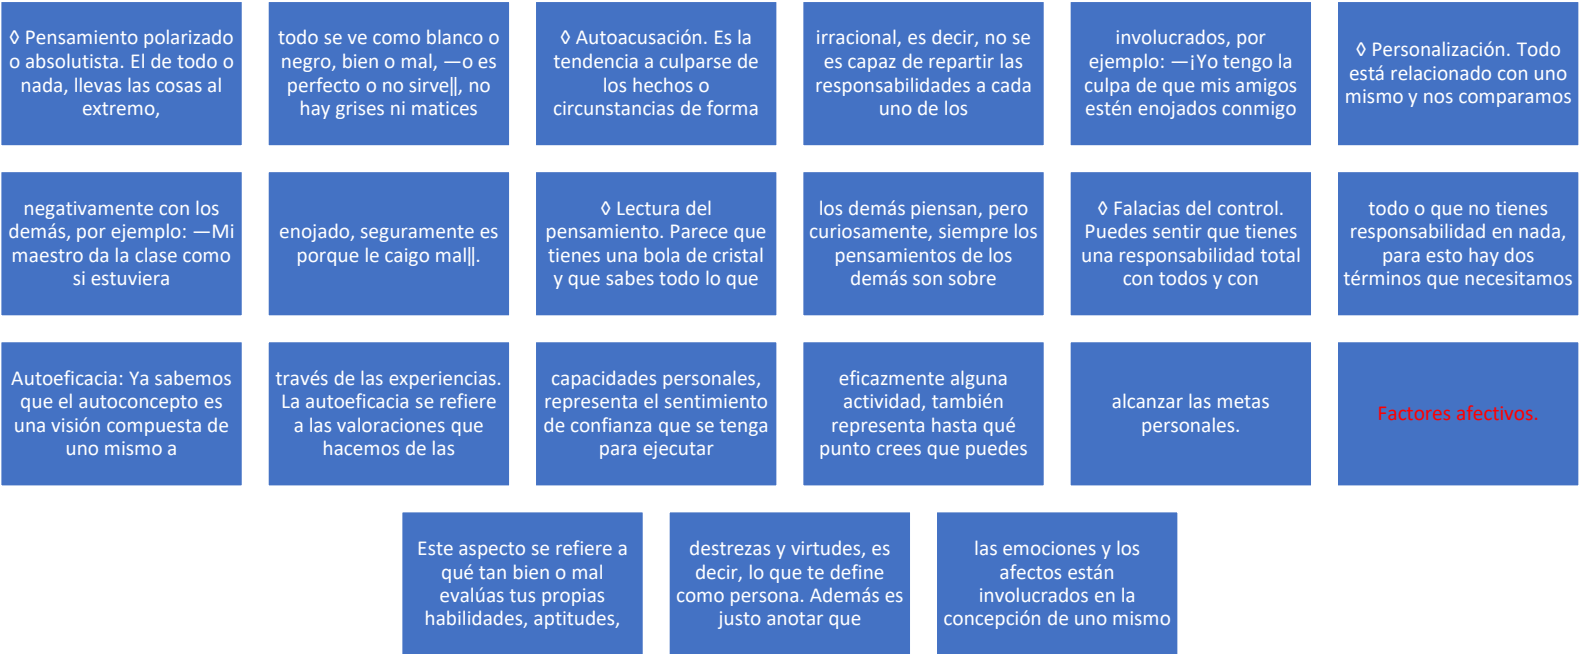 ◊ Pensamiento polarizado
o absolutista. El de todo o
nada, llevas las cosas al
extremo,
todo se ve como blanco o
negro, bien o mal, ―o es
perfecto o no sirve‖, no
hay grises ni matices
◊ Autoacusación. Es la
tendencia a culparse de
los hechos o
circunstancias de forma
irracional, es decir, no se
es capaz de repartir las
responsabilidades a cada
uno de los
involucrados, por
ejemplo: ―¡Yo tengo la
culpa de que mis amigos
estén enojados conmigo
◊ Personalización. Todo
está relacionado con uno
mismo y nos comparamos
negativamente con los
demás, por ejemplo: ―Mi
maestro da la clase como
si estuviera
enojado, seguramente es
porque le caigo mal‖.
◊ Lectura del
pensamiento. Parece que
tienes una bola de cristal
y que sabes todo lo que
los demás piensan, pero
curiosamente, siempre los
pensamientos de los
demás son sobre
◊ Falacias del control.
Puedes sentir que tienes
una responsabilidad total
con todos y con
todo o que no tienes
responsabilidad en nada,
para esto hay dos
términos que necesitamos
Autoeficacia: Ya sabemos
que el autoconcepto es
una visión compuesta de
uno mismo a
través de las experiencias.
La autoeficacia se refiere
a las valoraciones que
hacemos de las
capacidades personales,
representa el sentimiento
de confianza que se tenga
para ejecutar
eficazmente alguna
actividad, también
representa hasta qué
punto crees que puedes
alcanzar las metas
personales.
Factores afectivos.
Este aspecto se refiere a
qué tan bien o mal
evalúas tus propias
habilidades, aptitudes,
destrezas y virtudes, es
decir, lo que te define
como persona. Además es
justo anotar que
las emociones y los
afectos están
involucrados en la
concepción de uno mismo